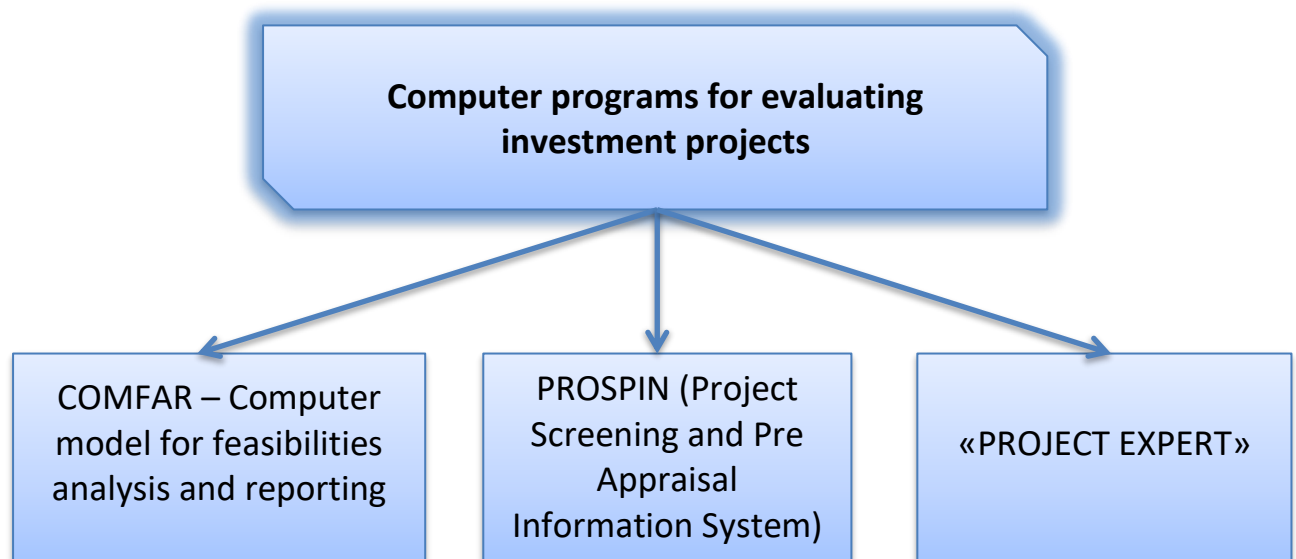 Computer programs for evaluating
investment projects
COMFAR – Computer
model for feasibilities
analysis and reporting
PROSPIN (Project
Screening and Pre
Appraisal
Information System)
«PROJECT EXPERT»